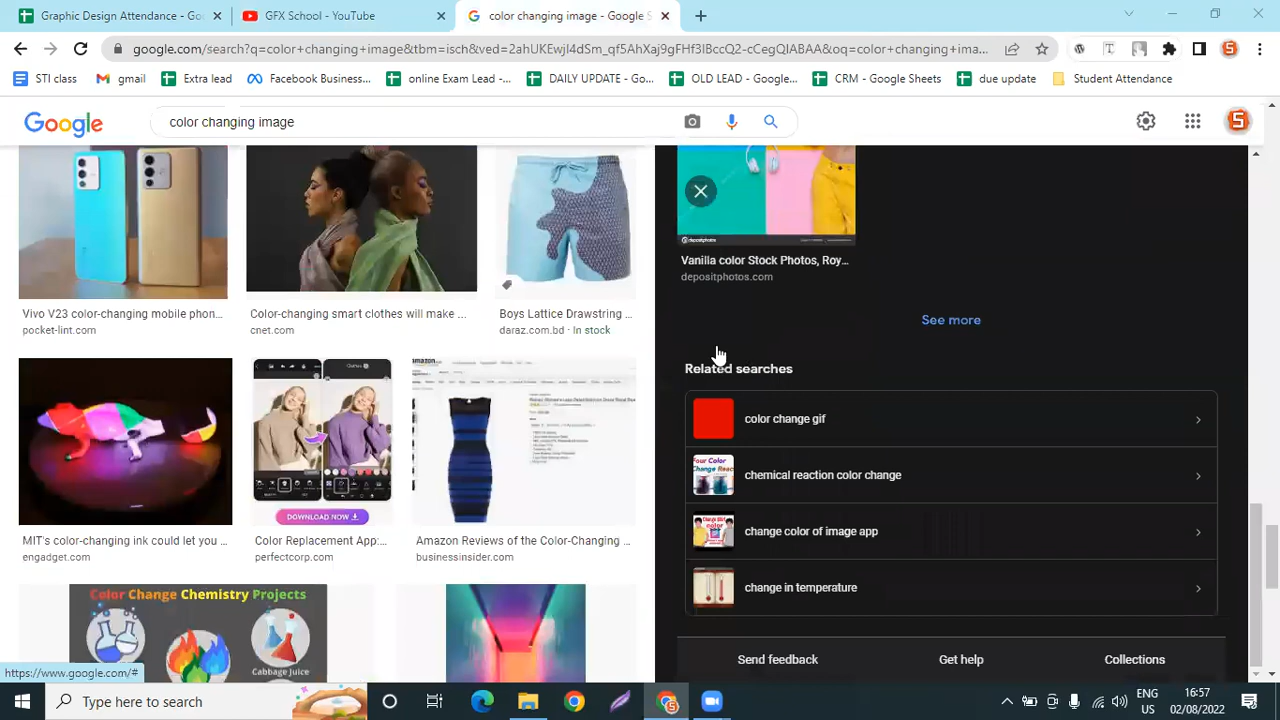 Graphic Design Attendance - Go
GFX School - YouTube
color changing image - Google S
google.com/search?q=color+changing+image&tbm=isch&ved=2ahUKEwjI4dSm_qf5AhXaj9gFHf3IBccQ2-cCegQIABAA&oq=color+changing+ima...
STI class
gmail
Extra lead
Facebook Business...
online Exam Lead -...
DAILY UPDATE - Go...
OLD LEAD - Google...
CRM - Google Sheets
due update
Student Attendance
Google
color changing image
Vivo V23 color-changing mobile phon...
pocket-lint.com
Color-changing smart clothes will make ...
cnet.com
Boys Lattice Drawstring ...
daraz.com.bd · In stock
depositphotos
Vanilla color Stock Photos, Roy...
depositphotos.com
See more
Related searches
color change gif
chemical reaction color change
change color of image app
change in temperature
amazon
DOWNLOAD NOW
MIT's color-changing ink could let you ...
engadget.com
Color Replacement App:...
perfectcorp.com
Amazon Reviews of the Color-Changing ...
businessinsider.com
Color Change Chemistry Projects
Cabbage Juice
Send feedback
Get help
Collections
https://www.google.com/#
Type here to search
ENG
US
16:57
02/08/2022